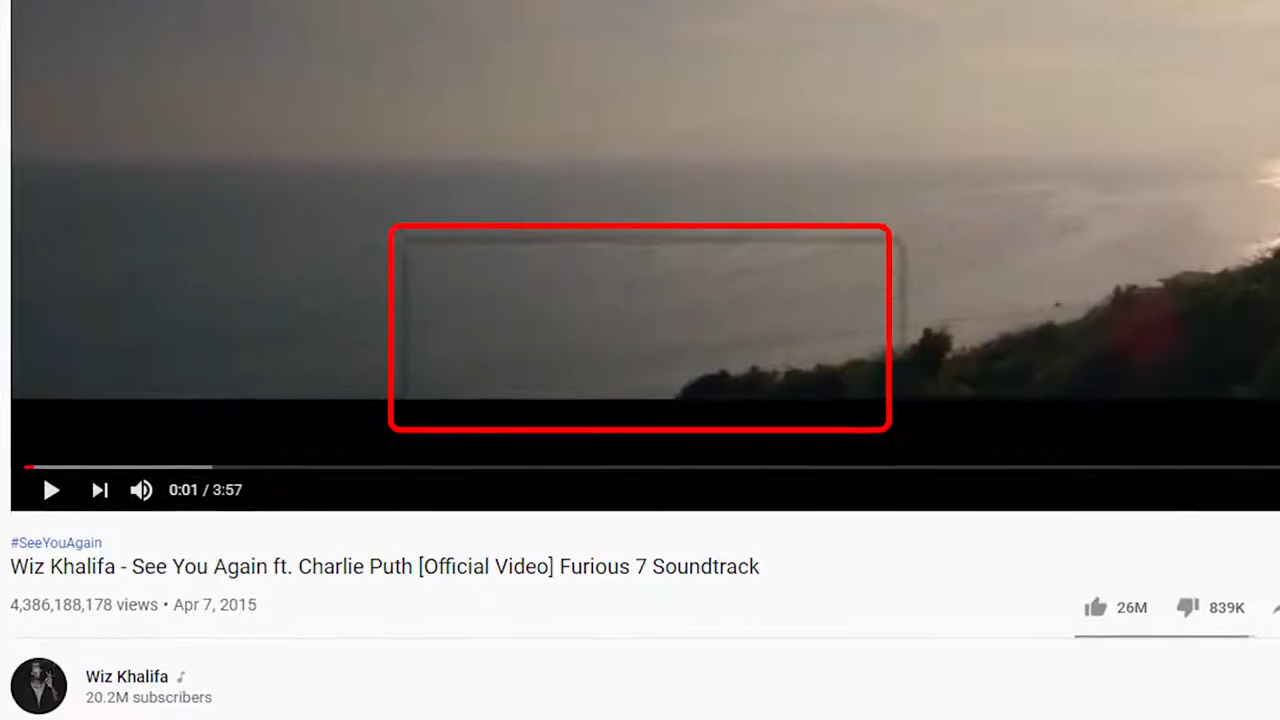 0:01 / 3:57
#SeeYouAgain
Wiz Khalifa - See You Again ft. Charlie Puth [Official Video] Furious 7 Soundtrack
4,386,188,178 views • Apr 7, 2015
26M 839K
Wiz Khalifa
20.2M subscribers